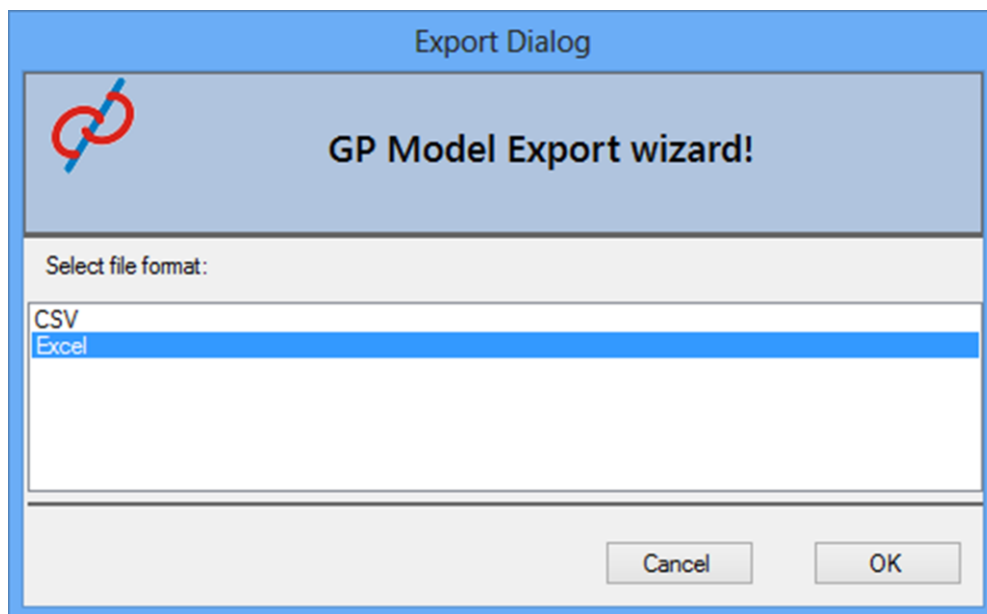 Export Dialog
GP Model Export wizard!
Select file format:
CSV
Excel
Cancel OK